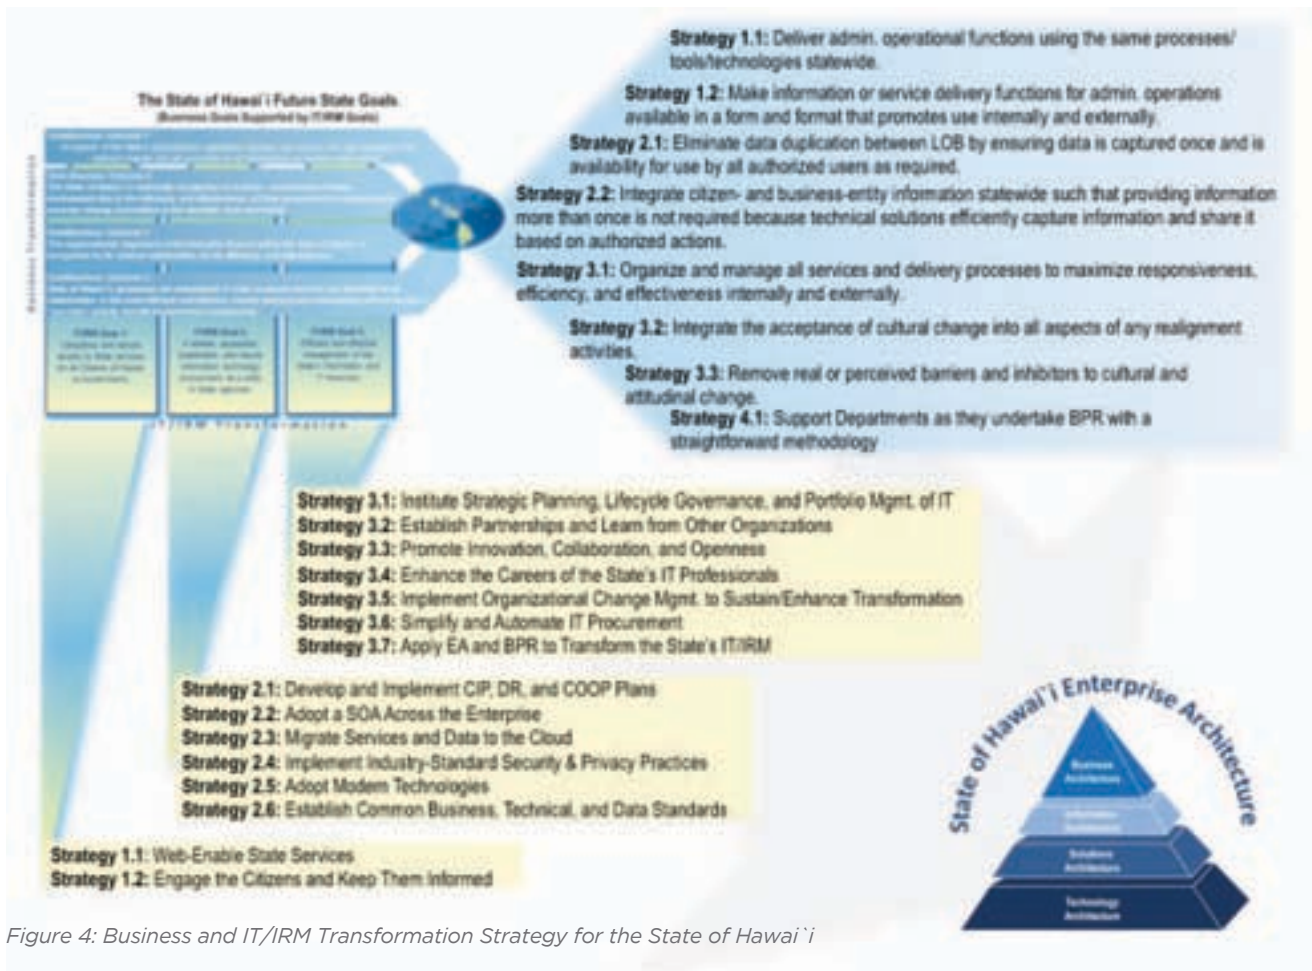 Strategy 1.1: Deliver admin. operational functions using the same processes/
tools/technologies statewide.
The State of Hawai`i Future State Goals
(Business Goals Supported by IT/IRM Goals)
Strategy 1.2: Make information or service delivery functions for admin. operations
available in a form and format that promotes use internally and externally.
Strategy 2.1: Eliminate data duplication between LOB by ensuring data is captured once and is
availability for use by all authorized users as required.
Strategy 2.2: Integrate citizen- and business-entity information statewide such that providing information
more than once is not required because technical solutions efficiently capture information and share it
based on authorized actions.
Strategy 3.1: Organize and manage all services and delivery processes to maximize responsiveness,
efficiency, and effectiveness internally and externally.
Strategy 3.2: Integrate the acceptance of cultural change into all aspects of any realignment
activities.
Strategy 3.3: Remove real or perceived barriers and inhibitors to cultural and
attitudinal change.
Strategy 4.1: Support Departments as they undertake BPR with a
straightforward methodology
Business Transformation
IT/IRM Transformation
Strategy 3.1: Institute Strategic Planning, Lifecycle Governance, and Portfolio Mgmt. of IT
Strategy 3.2: Establish Partnerships and Learn from Other Organizations
Strategy 3.3: Promote Innovation, Collaboration, and Openness
Strategy 3.4: Enhance the Careers of the State's IT Professionals
Strategy 3.5: Implement Organizational Change Mgmt. to Sustain/Enhance Transformation
Strategy 3.6: Simplify and Automate IT Procurement
Strategy 3.7: Apply EA and BPR to Transform the State's IT/IRM
Strategy 2.1: Develop and Implement CIP, DR, and COOP Plans
Strategy 2.2: Adopt a SOA Across the Enterprise
Strategy 2.3: Migrate Services and Data to the Cloud
Strategy 2.4: Implement Industry-Standard Security & Privacy Practices
Strategy 2.5: Adopt Modern Technologies
Strategy 2.6: Establish Common Business, Technical, and Data Standards
Strategy 1.1: Web-Enable State Services
Strategy 1.2: Engage the Citizens and Keep Them Informed
State of Hawai`i Enterprise Architecture
Business
Architecture
Solutions
Architecture
Technology
Architecture
Figure 4: Business and IT/IRM Transformation Strategy for the State of Hawai`i